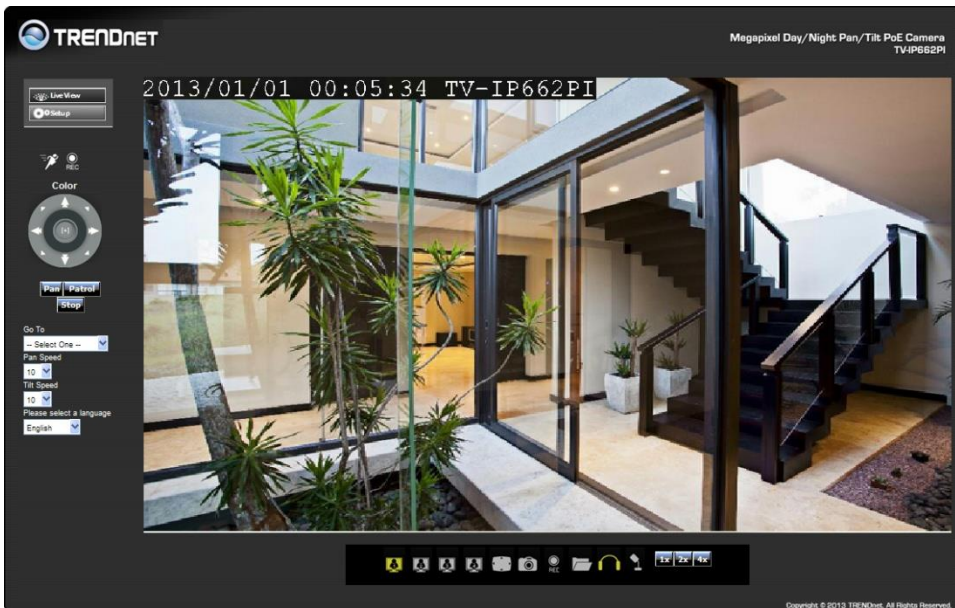 TRENDNET
Megapixel Day/Night Pan/Tilt PoE Camera
TV-IP662PI
Live View
Setup
2013/01/01 00:05:34 TV-IP662PI
REC
Color
Pan Patrol
Stop
Go To
-- Select One --
Pan Speed
10
Tilt Speed
10
Please select a language
English
REC
1x 2x 4x
Copyright © 2013 TRENDnet. All Rights Reserved.